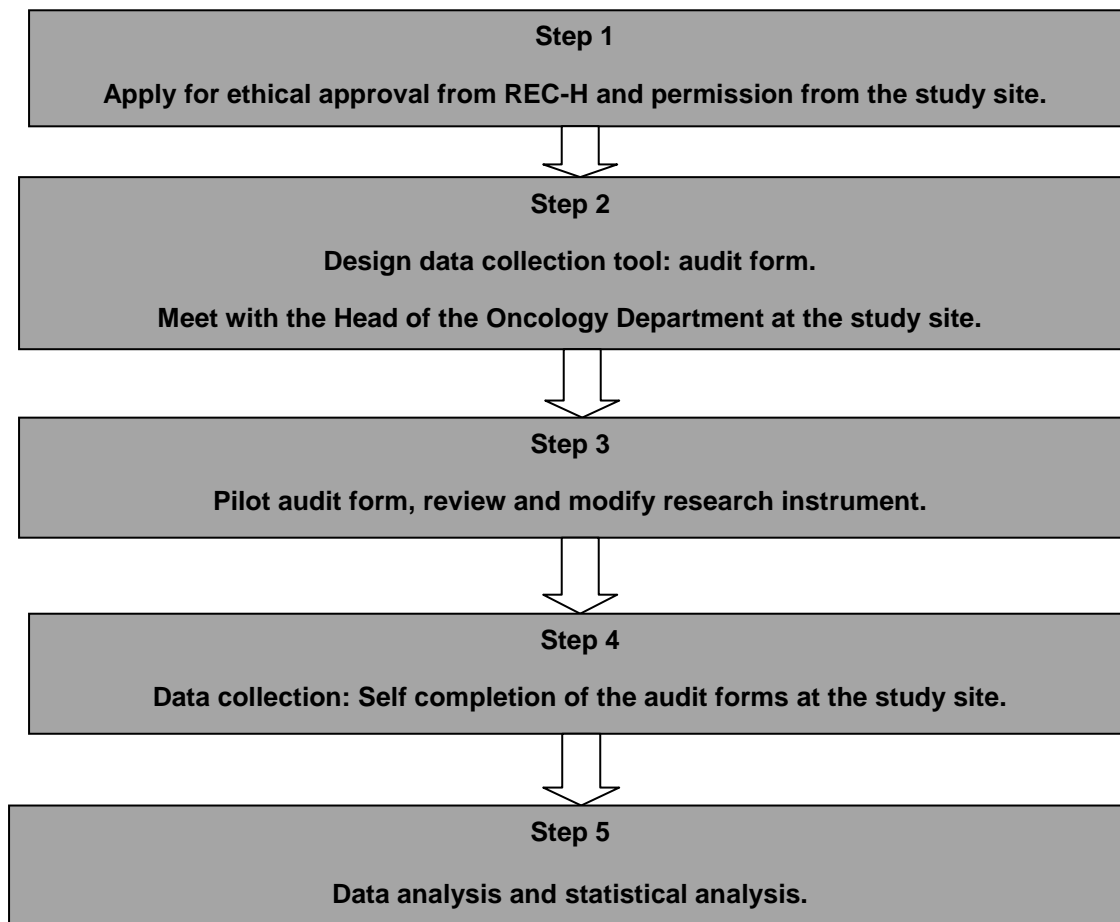 Step 1
Apply for ethical approval from REC-H and permission from the study site.
Step 2
Design data collection tool: audit form.
Meet with the Head of the Oncology Department at the study site.
Step 3
Pilot audit form, review and modify research instrument.
Step 4
Data collection: Self completion of the audit forms at the study site.
Step 5
Data analysis and statistical analysis.